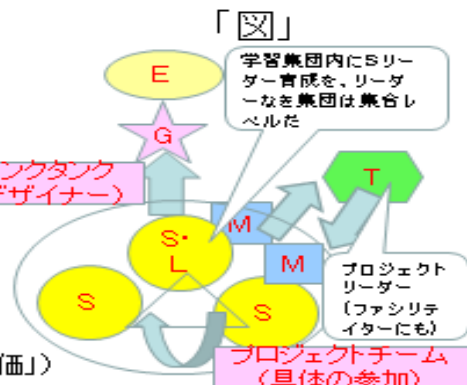 「図」
学習集団内にSリー
ダー育成を、リーダ
ーなき集団は集合レ
ベルだ
E
G
ンクタンク
デザイナー)
T
M
S・
L
M
S
S
プロジェクト
リーダー
(ファシリテ
イターにも)
価」)
プロジェクトチーム
(具体の参加)